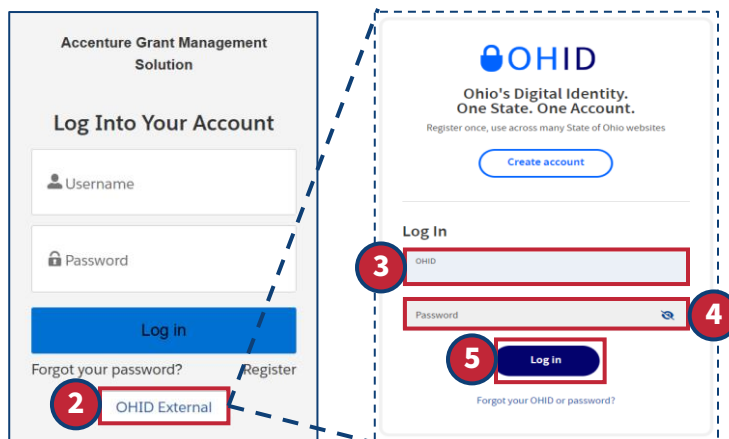 Accenture Grant Management
Solution
Log Into Your Account
Username
Password
Log in
Forgot your password? Register
2 OHID External
OHID
Ohio's Digital Identity.
One State. One Account.
Register once, use across many State of Ohio websites
Create account
Log In
3 OHID
Password 4
5 Log in
Forgot your OHID or password?